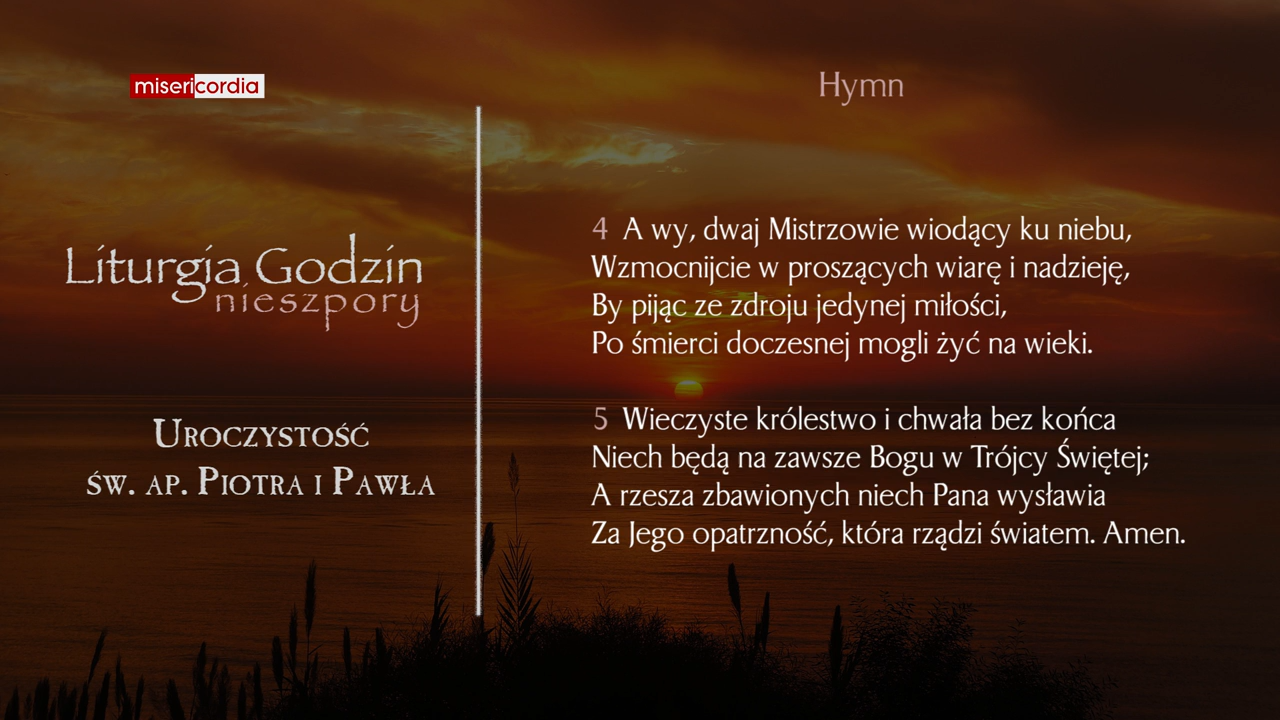 misericordia
Liturgia Godzin
nieszpory
Uroczystość
św. ap. Piotra i Pawła
Hymn
4 A wy, dwaj Mistrzowie wiodący ku niebu,
Wzmocnijcie w proszących wiarę i nadzieję,
By pijąc ze zdroju jedynej miłości,
Po śmierci doczesnej mogli żyć na wieki.
5 Wieczyste królestwo i chwała bez końca
Niech będą na zawsze Bogu w Trójcy Świętej;
A rzesza zbawionych niech Pana wysławia
Za Jego opatrzność, która rządzi światem. Amen.